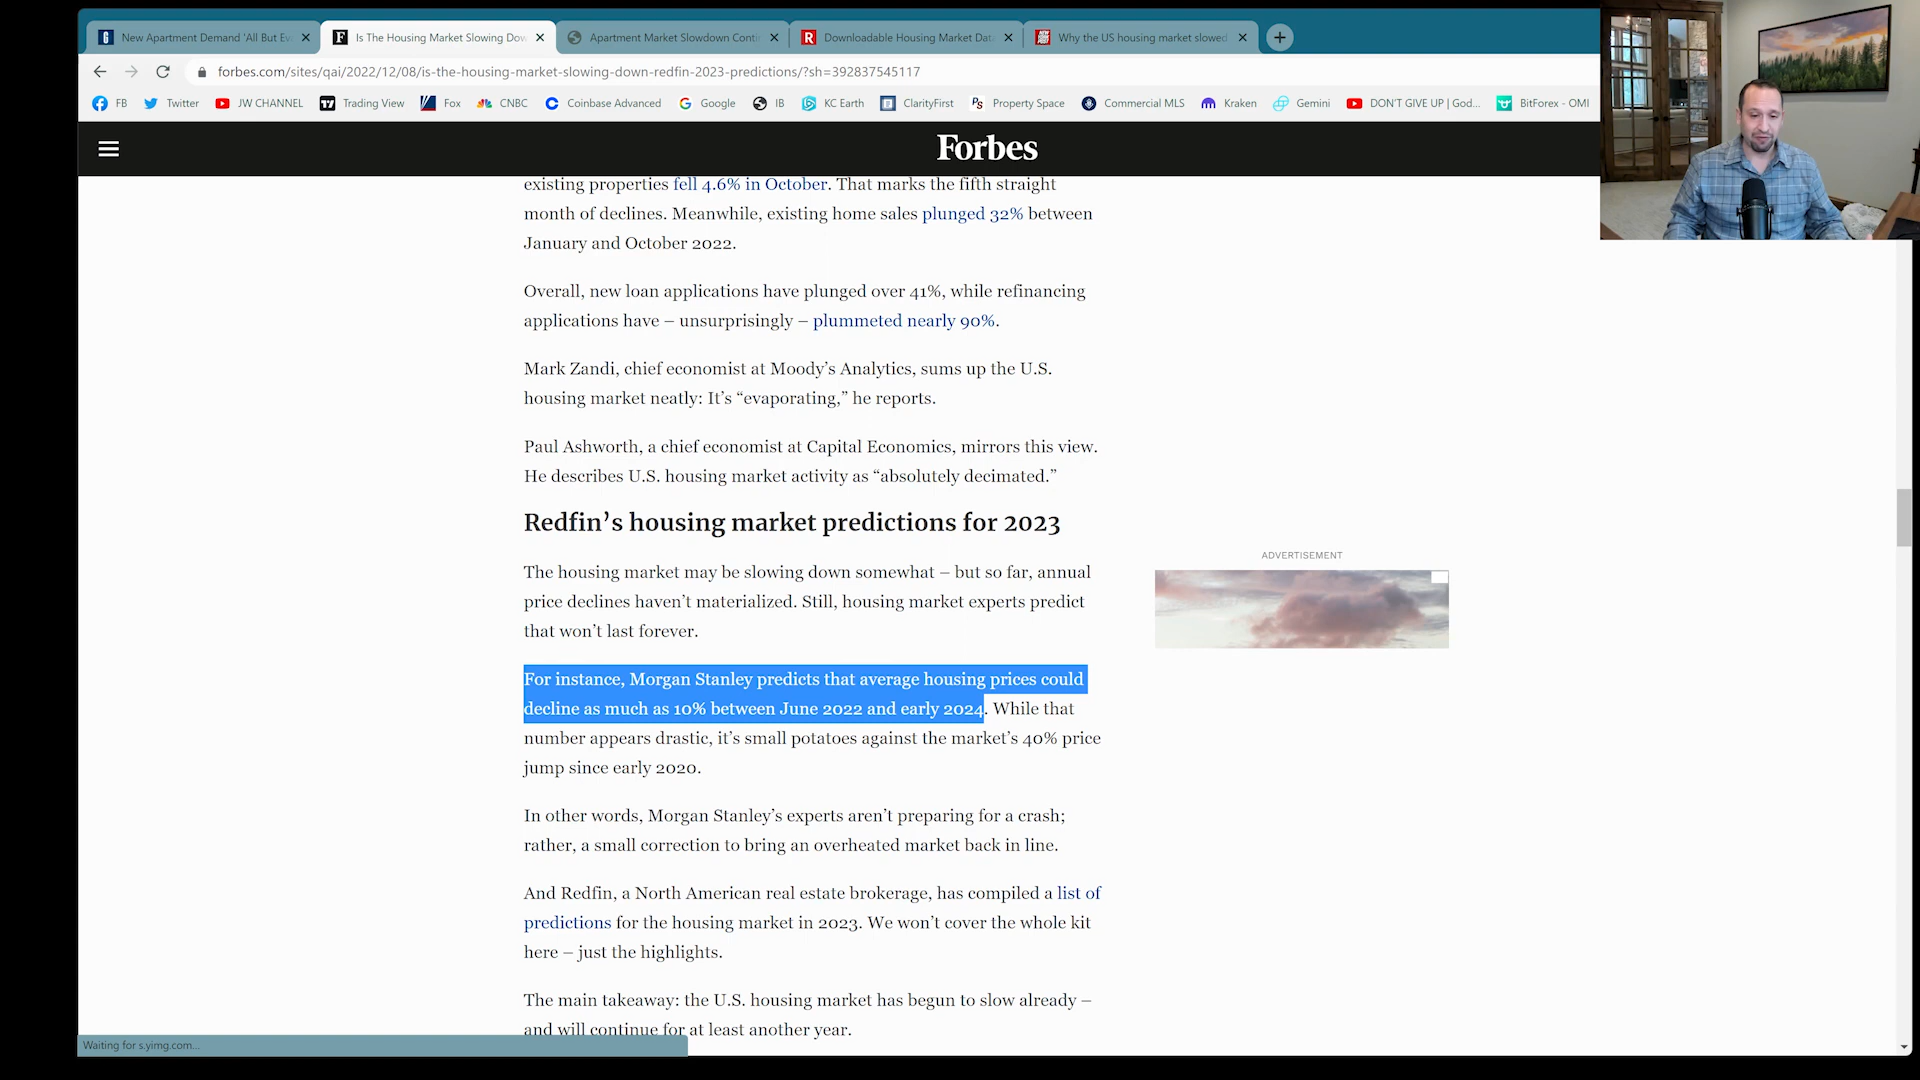 New Apartment Demand 'All But Ev
Is The Housing Market Slowing Dow
Apartment Market Slowdown Conti
Downloadable Housing Market Dat
Why the US housing market slowed
forbes.com/sites/qai/2022/12/08/is-the-housing-market-slowing-down-redfin-2023-predictions/?sh=392837545117
FB Twitter JW CHANNEL Trading View Fox CNBC Coinbase Advanced Google IB KC Earth ClarityFirst Property Space Commercial MLS Kraken Gemini DON'T GIVE UP | God... BitForex - OMI
Forbes
existing properties fell 4.6% in October. That marks the fifth straight
month of declines. Meanwhile, existing home sales plunged 32% between
January and October 2022.
Overall, new loan applications have plunged over 41%, while refinancing
applications have – unsurprisingly – plummeted nearly 90%.
Mark Zandi, chief economist at Moody's Analytics, sums up the U.S.
housing market neatly: It's “evaporating,” he reports.
Paul Ashworth, a chief economist at Capital Economics, mirrors this view.
He describes U.S. housing market activity as “absolutely decimated.”
Redfin's housing market predictions for 2023
The housing market may be slowing down somewhat – but so far, annual
price declines haven't materialized. Still, housing market experts predict
that won't last forever.
ADVERTISEMENT
For instance, Morgan Stanley predicts that average housing prices could
decline as much as 10% between June 2022 and early 2024. While that
number appears drastic, it's small potatoes against the market's 40% price
jump since early 2020.
In other words, Morgan Stanley's experts aren't preparing for a crash;
rather, a small correction to bring an overheated market back in line.
And Redfin, a North American real estate brokerage, has compiled a list of
predictions for the housing market in 2023. We won't cover the whole kit
here – just the highlights.
The main takeaway: the U.S. housing market has begun to slow already –
and will continue for at least another year.
Waiting for s.yimg.com...